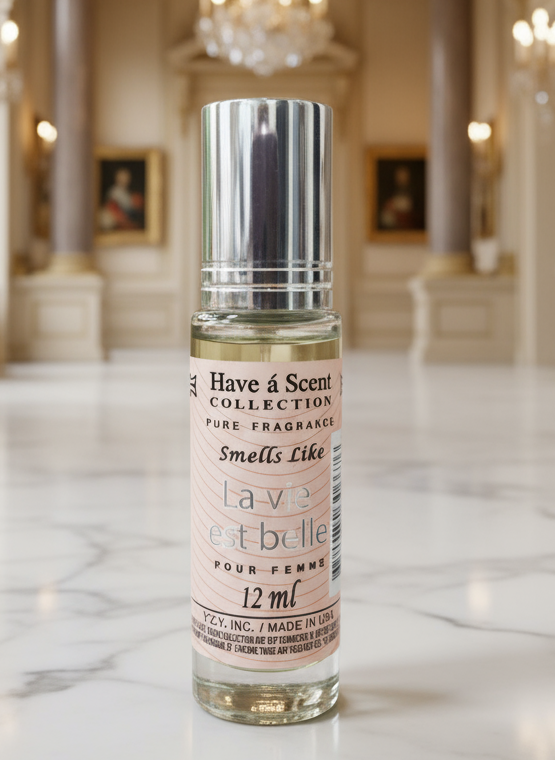 Have á Scent
COLLECTION
PURE FRAGRANCE
Smells Like
La vie
est belle
POUR FEMME
12 ml
YZY, INC. / MADE IN USA